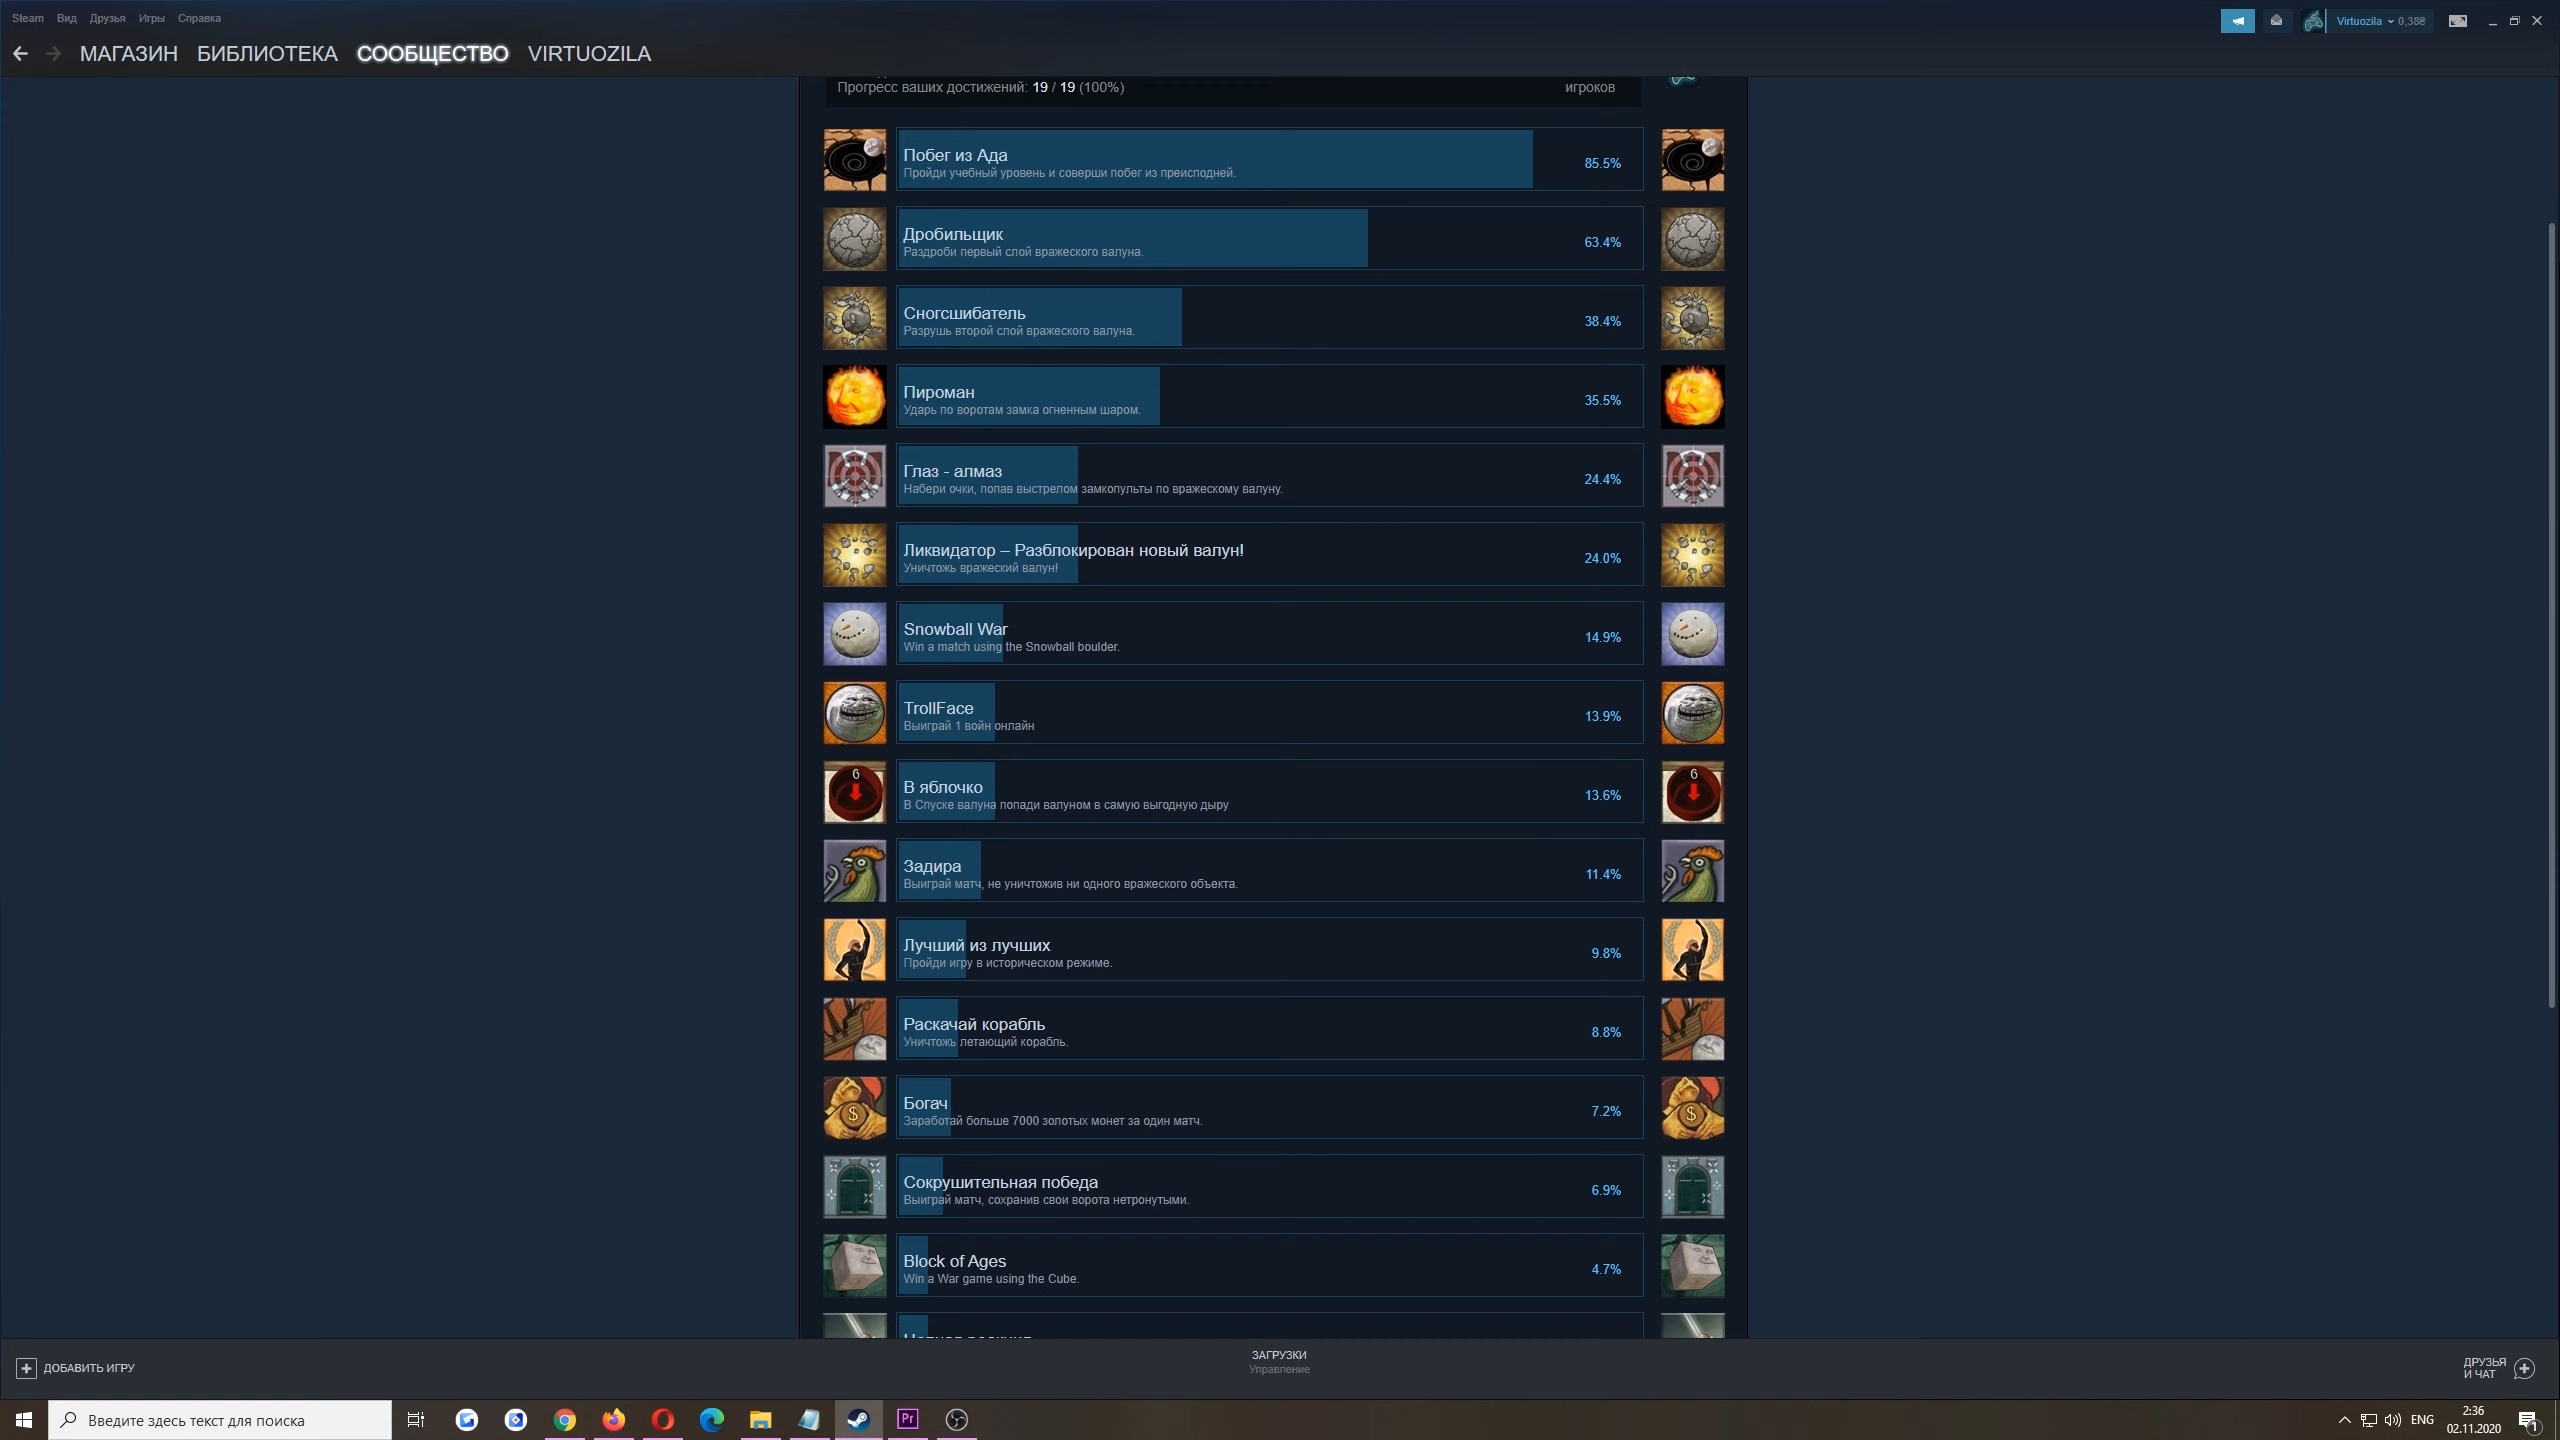 Steam Вид Друзья Игры Справка
Virtuozila 0,38₴
МАГАЗИН БИБЛИОТЕКА СООБЩЕСТВО VIRTUOZILA
Прогресс ваших достижений: 19 / 19 (100%)
игроков
Побег из Ада
Пройди учебный уровень и соверши побег из преисподней.
85.5%
Дробильщик
Раздроби первый слой вражеского валуна.
63.4%
Сногсшибатель
Разрушь второй слой вражеского валуна.
38.4%
Пироман
Ударь по воротам замка огненным шаром.
35.5%
Глаз - алмаз
Набери очки, попав выстрелом замкопульты по вражескому валуну.
24.4%
Ликвидатор – Разблокирован новый валун!
Уничтожь вражеский валун!
24.0%
Snowball War
Win a match using the Snowball boulder.
14.9%
TrollFace
Выиграй 1 войн онлайн
13.9%
6
В яблочко
В Спуске валуна попади валуном в самую выгодную дыру
13.6%
6
Задира
Выиграй матч, не уничтожив ни одного вражеского объекта.
11.4%
Лучший из лучших
Пройди игру в историческом режиме.
9.8%
Раскачай корабль
Уничтожь летающий корабль.
8.8%
$
Богач
Заработай больше 7000 золотых монет за один матч.
7.2%
$
Сокрушительная победа
Выиграй матч, сохранив свои ворота нетронутыми.
6.9%
Block of Ages
Win a War game using the Cube.
4.7%
ДОБАВИТЬ ИГРУ
ЗАГРУЗКИ
Управление
ДРУЗЬЯ
И ЧАТ
Введите здесь текст для поиска
Pr
ENG
2:36
02.11.2020
1